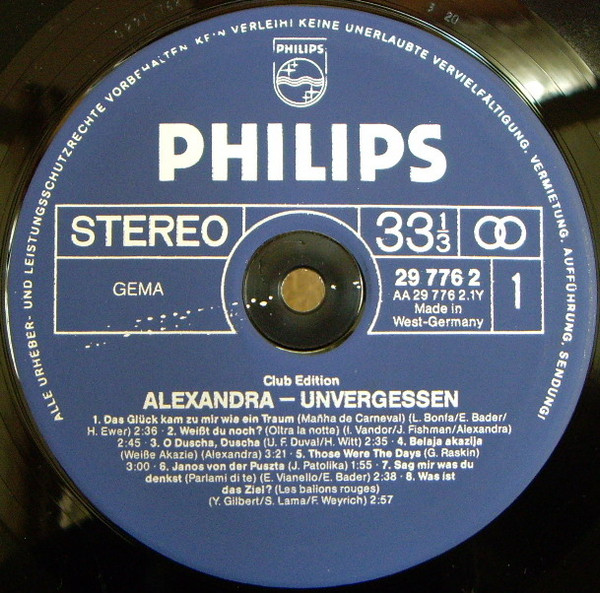 ALLE URHEBER- UND LEISTUNGSSCHUTZRECHTE VORBEHALTEN KEIN VERLEIH! KEINE UNERLAUBTE VERVIELFÄLTIGUNG, VERMIETUNG, AUFFÜHRUNG, SENDUNG!
PHILIPS
PHILIPS
STEREO
33 1/3
GEMA
29 776 2
AA 29 776 2.1Y
Made in
West-Germany
1
Club Edition
ALEXANDRA – UNVERGESSEN
1. Das Glück kam zu mir wie ein Traum (Mañha de Carneval) (L. Bonfa/E. Bader/
H. Ewer) 2:36 · 2. Weißt du noch? (Oltra la notte) (I. Vandor/J. Fishman/Alexandra)
2:45 · 3. O Duscha, Duscha (U. F. Duval/H. Witt) 2:35 · 4. Belaja akazija
(Weiße Akazie) (Alexandra) 3:21 · 5. Those Were The Days (G. Raskin)
3:00 · 6. Janos von der Puszta (J. Patolika) 1:55 · 7. Sag mir was du
denkst (Parlami di te) (E. Vianello/E. Bader) 2:38 · 8. Was ist
das Ziel? (Les ballons rouges)
(Y. Gilbert/S. Lama/F. Weyrich) 2:57